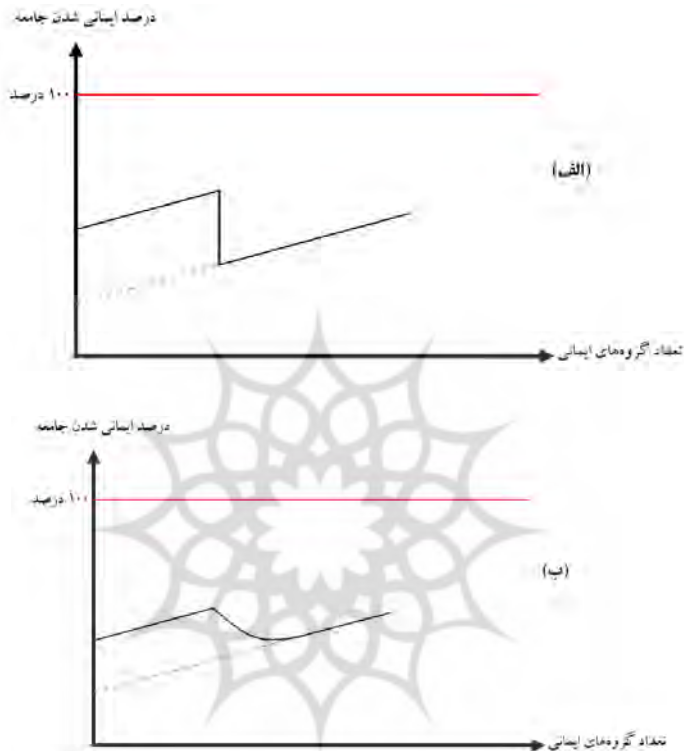 درصد ایمانی شدن جامعه
۱۰۰ درصد
(الف)
تعداد گروه‌های ایمانی
درصد ایمانی شدن جامعه
۱۰۰ درصد
(ب)
تعداد گروه‌های ایمانی